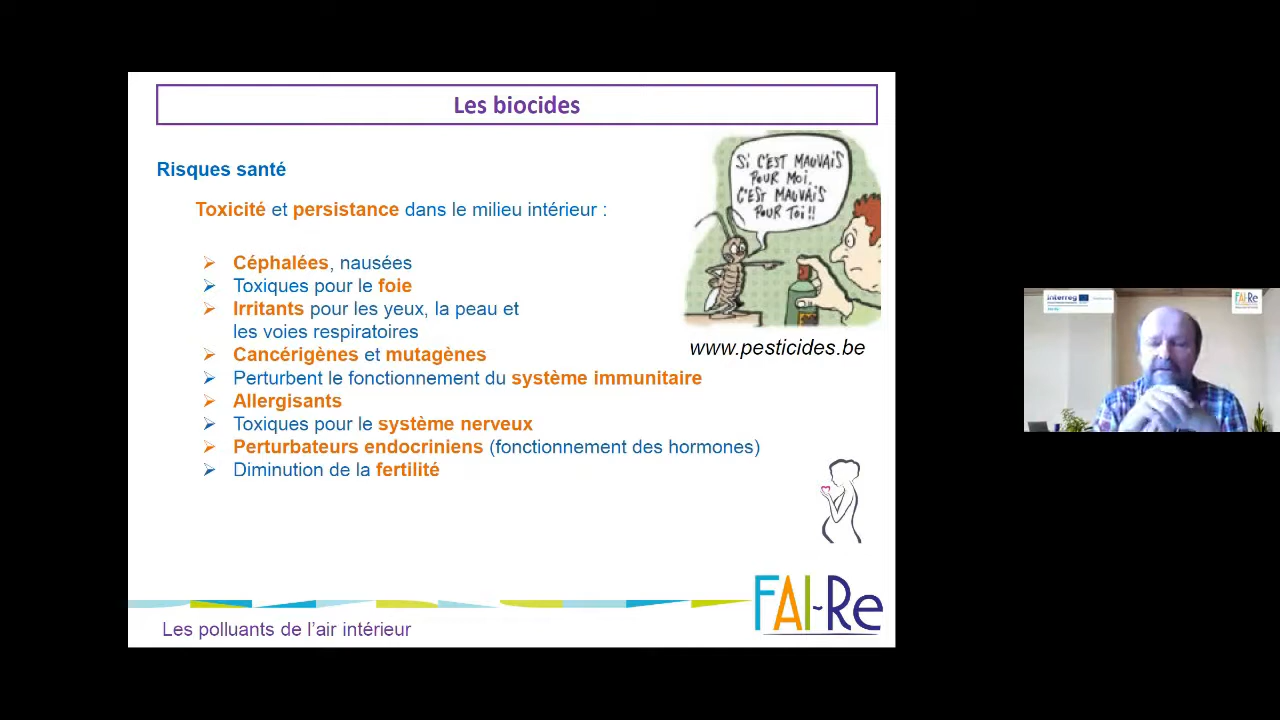 Les biocides
Risques santé
Toxicité et persistance dans le milieu intérieur :
SI C'EST MAUVAIS
POUR MOI,
C'EST MAUVAIS
POUR TOI!!
www.pesticides.be
Céphalées, nausées
Toxiques pour le foie
Irritants pour les yeux, la peau et
les voies respiratoires
Cancérigènes et mutagènes
Perturbent le fonctionnement du système immunitaire
Allergisants
Toxiques pour le système nerveux
Perturbateurs endocriniens (fonctionnement des hormones)
Diminution de la fertilité
FAI~Re
Les polluants de l'air intérieur
Interreg
FAI-Re